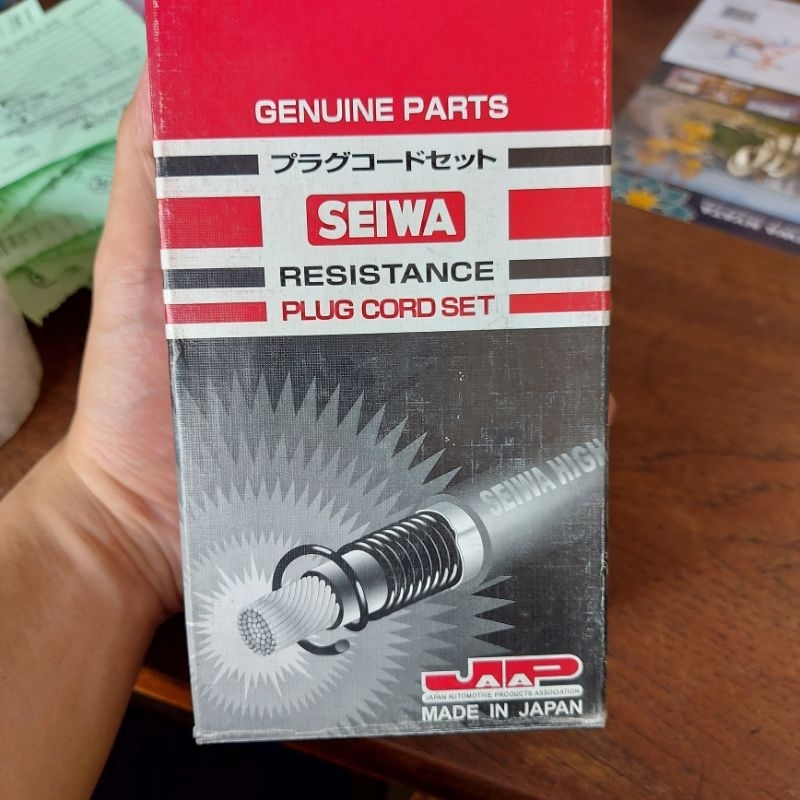 GENUINE PARTS
プラグコードセット
SEIWA
RESISTANCE
PLUG CORD SET
SEIWA HIGH
JAAP
JAPAN AUTOMOTIVE PRODUCTS ASSOCIATION
MADE IN JAPAN